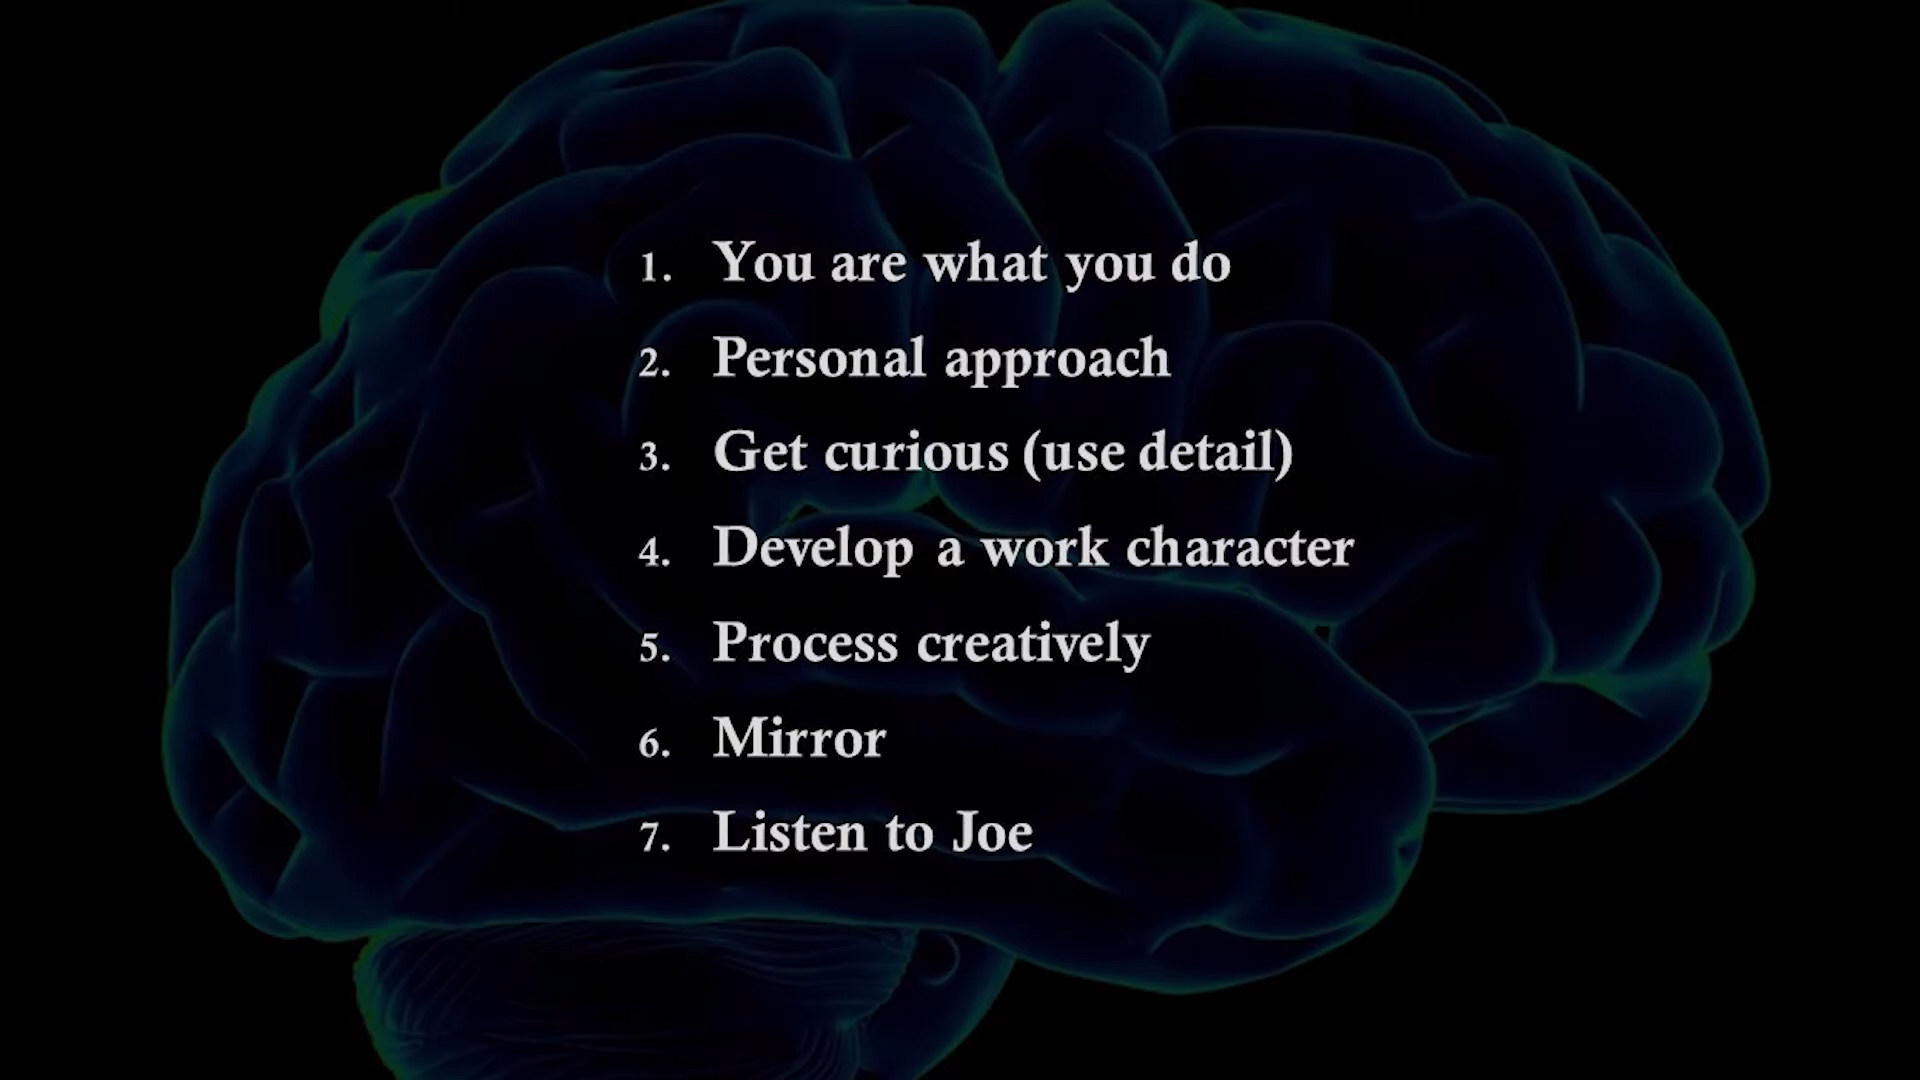 1. You are what you do
2. Personal approach
3. Get curious (use detail)
4. Develop a work character
5. Process creatively
6. Mirror
7. Listen to Joe